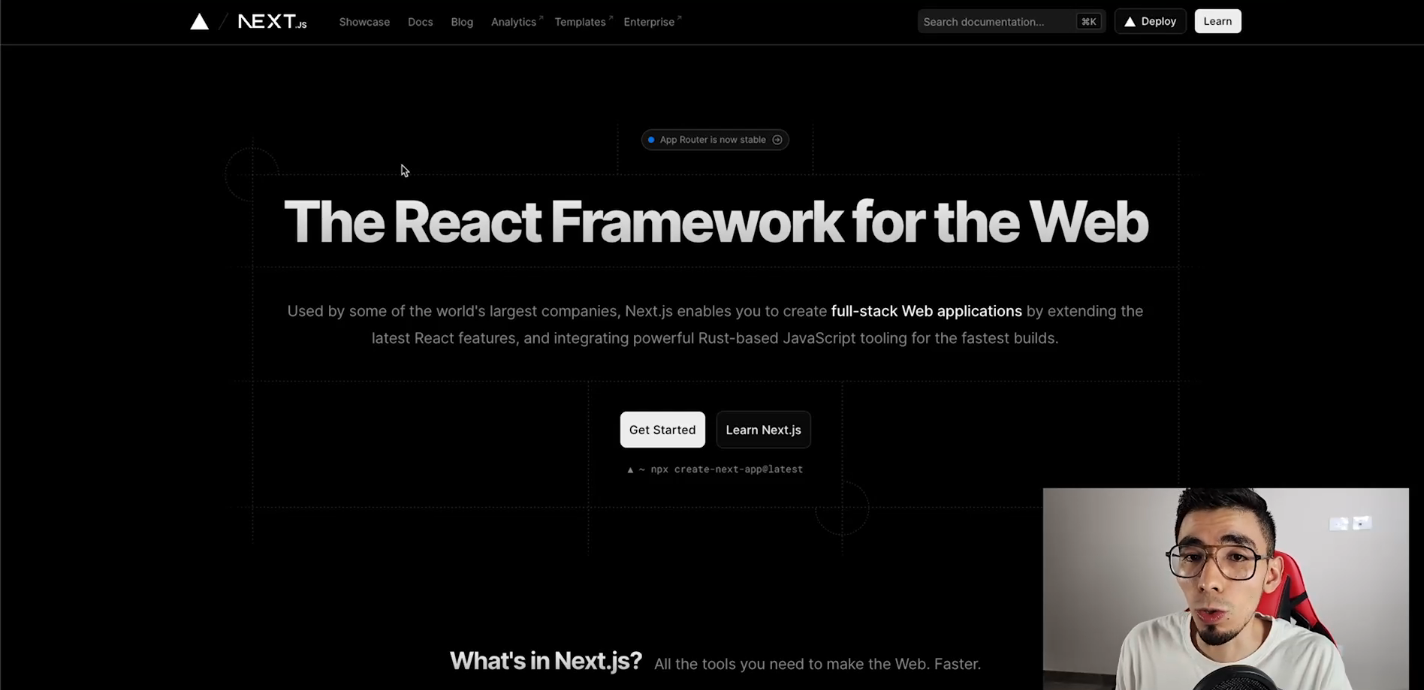 NEXT.JS Showcase Docs Blog Analytics Templates Enterprise Search documentation... ⌘K Deploy Learn
App Router is now stable
The React Framework for the Web
Used by some of the world's largest companies, Next.js enables you to create full-stack Web applications by extending the
latest React features, and integrating powerful Rust-based JavaScript tooling for the fastest builds.
Get Started Learn Next.js
▲ ~ npx create-next-app@latest
What's in Next.js? All the tools you need to make the Web. Faster.